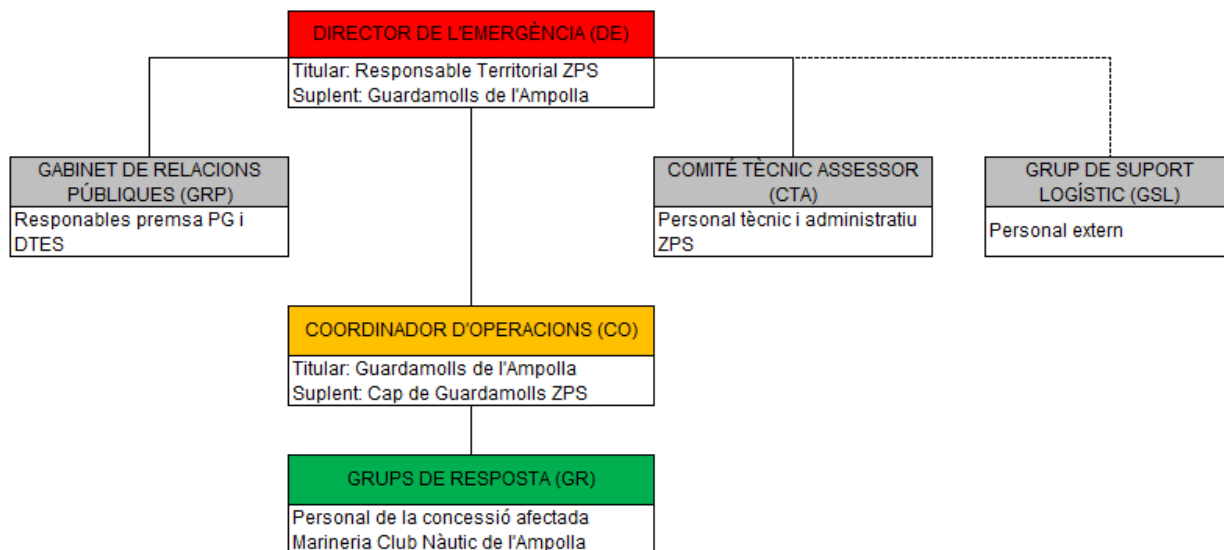 DIRECTOR DE L'EMERGÈNCIA (DE)
Titular: Responsable Territorial ZPS
Suplent: Guardamolls de l'Ampolla
GABINET DE RELACIONS
PÚBLIQUES (GRP)
Responables premsa PG i
DTES
COMITÉ TÈCNIC ASSESSOR
(CTA)
Personal tècnic i administratiu
ZPS
GRUP DE SUPORT
LOGÍSTIC (GSL)
Personal extern
COORDINADOR D'OPERACIONS (CO)
Titular: Guardamolls de l'Ampolla
Suplent: Cap de Guardamolls ZPS
GRUPS DE RESPOSTA (GR)
Personal de la concessió afectada
Marineria Club Nàutic de l'Ampolla